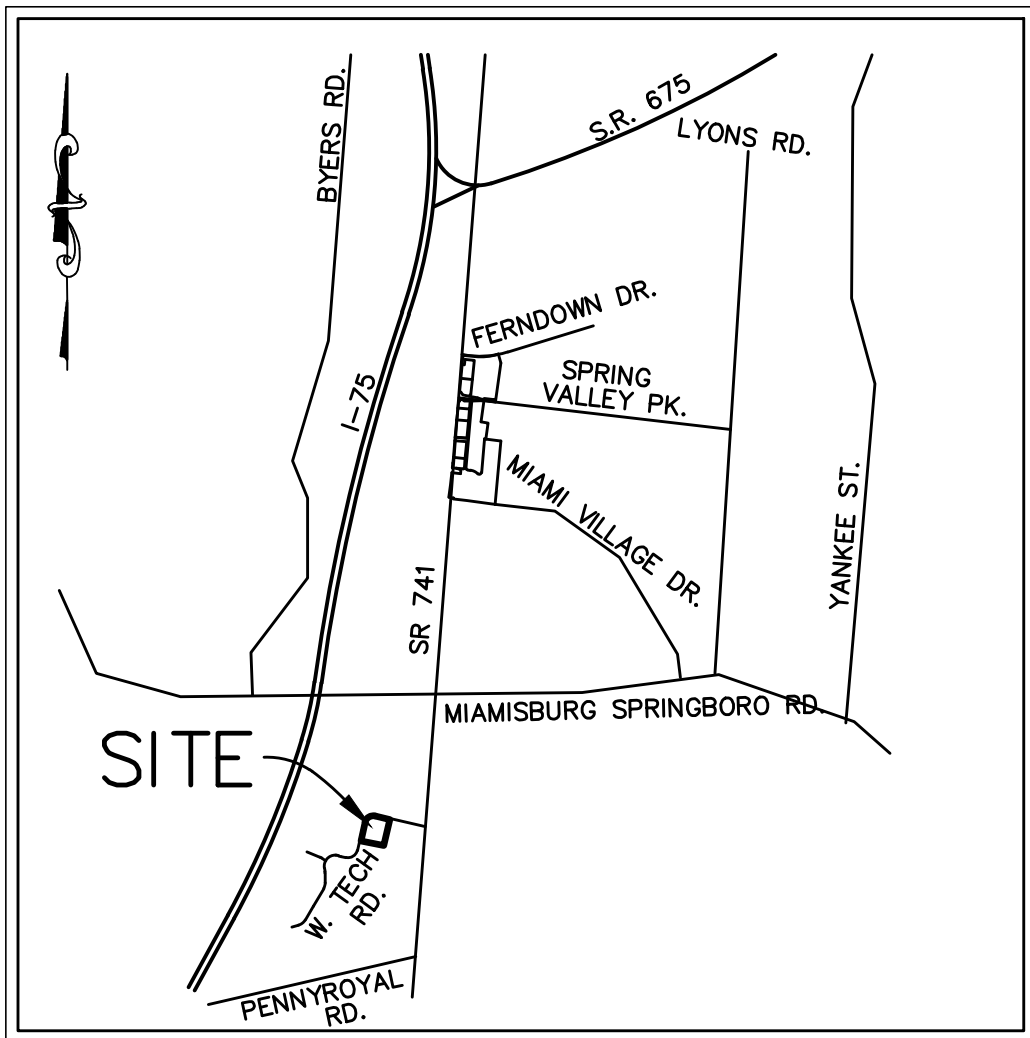 BYERS RD.
S.R. 675
LYONS RD.
FERNDOWN DR.
SPRING
VALLEY PK.
I-75
MIAMI VILLAGE DR.
YANKEE ST.
SR 741
MIAMISBURG SPRINGBORO RD.
SITE
W. TECH
RD.
PENNYROYAL
RD.